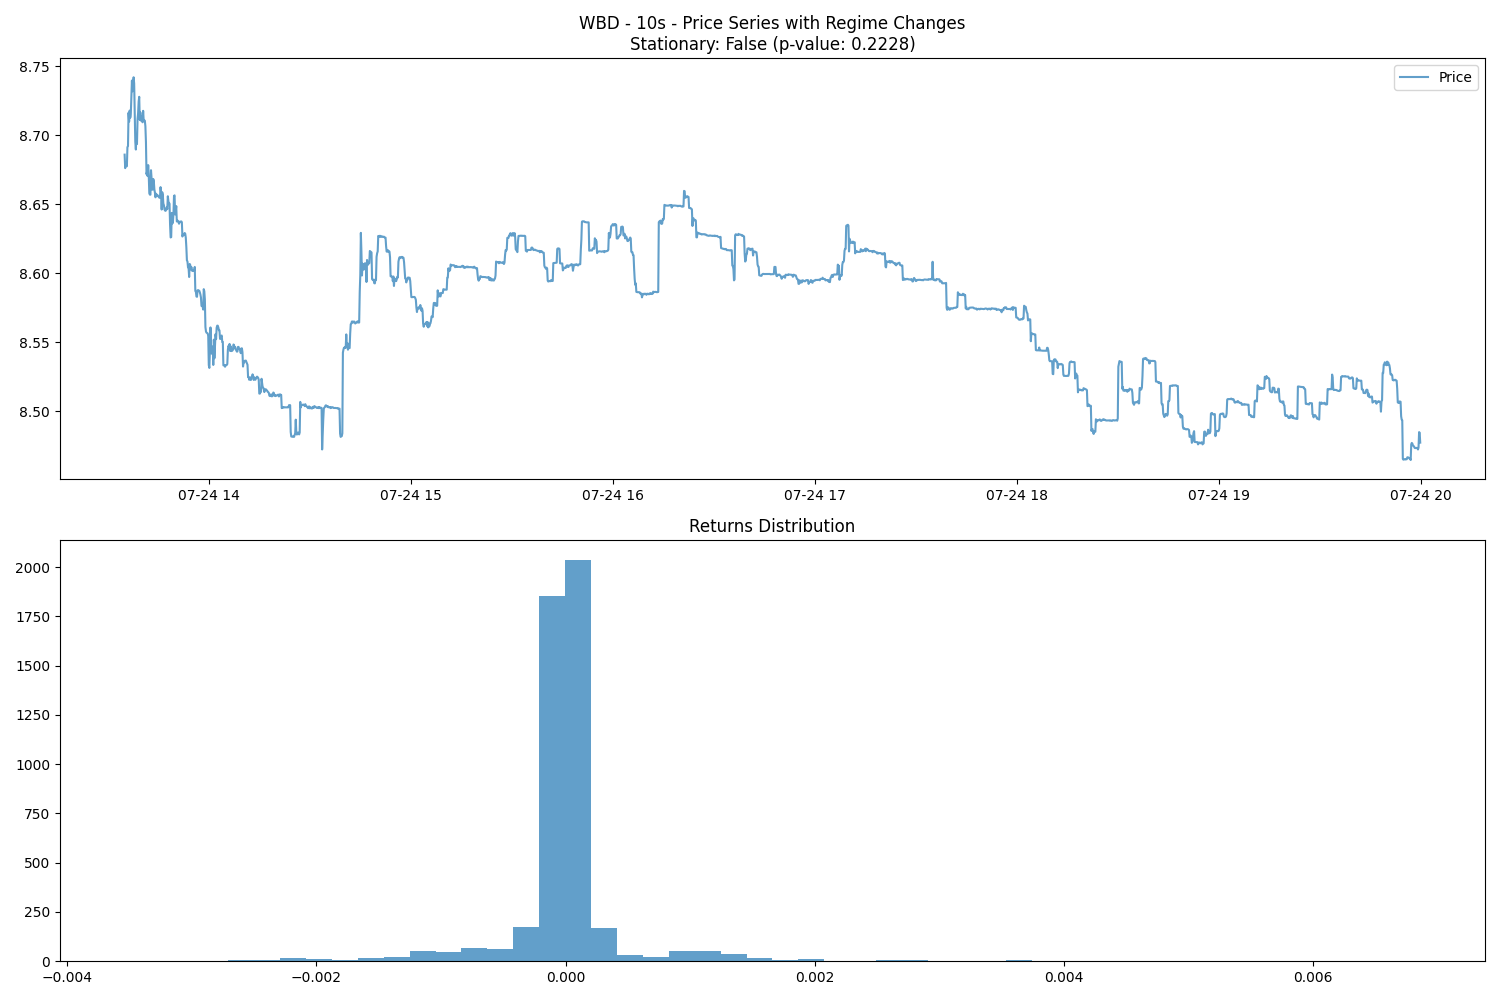 WBD - 10s - Price Series with Regime Changes
Stationary: False (p-value: 0.2228)
Price
8.75
8.70
8.65
8.60
8.55
8.50
07-24 14 07-24 15 07-24 16 07-24 17 07-24 18 07-24 19 07-24 20
Returns Distribution
2000
1750
1500
1250
1000
750
500
250
0
−0.004 −0.002 0.000 0.002 0.004 0.006